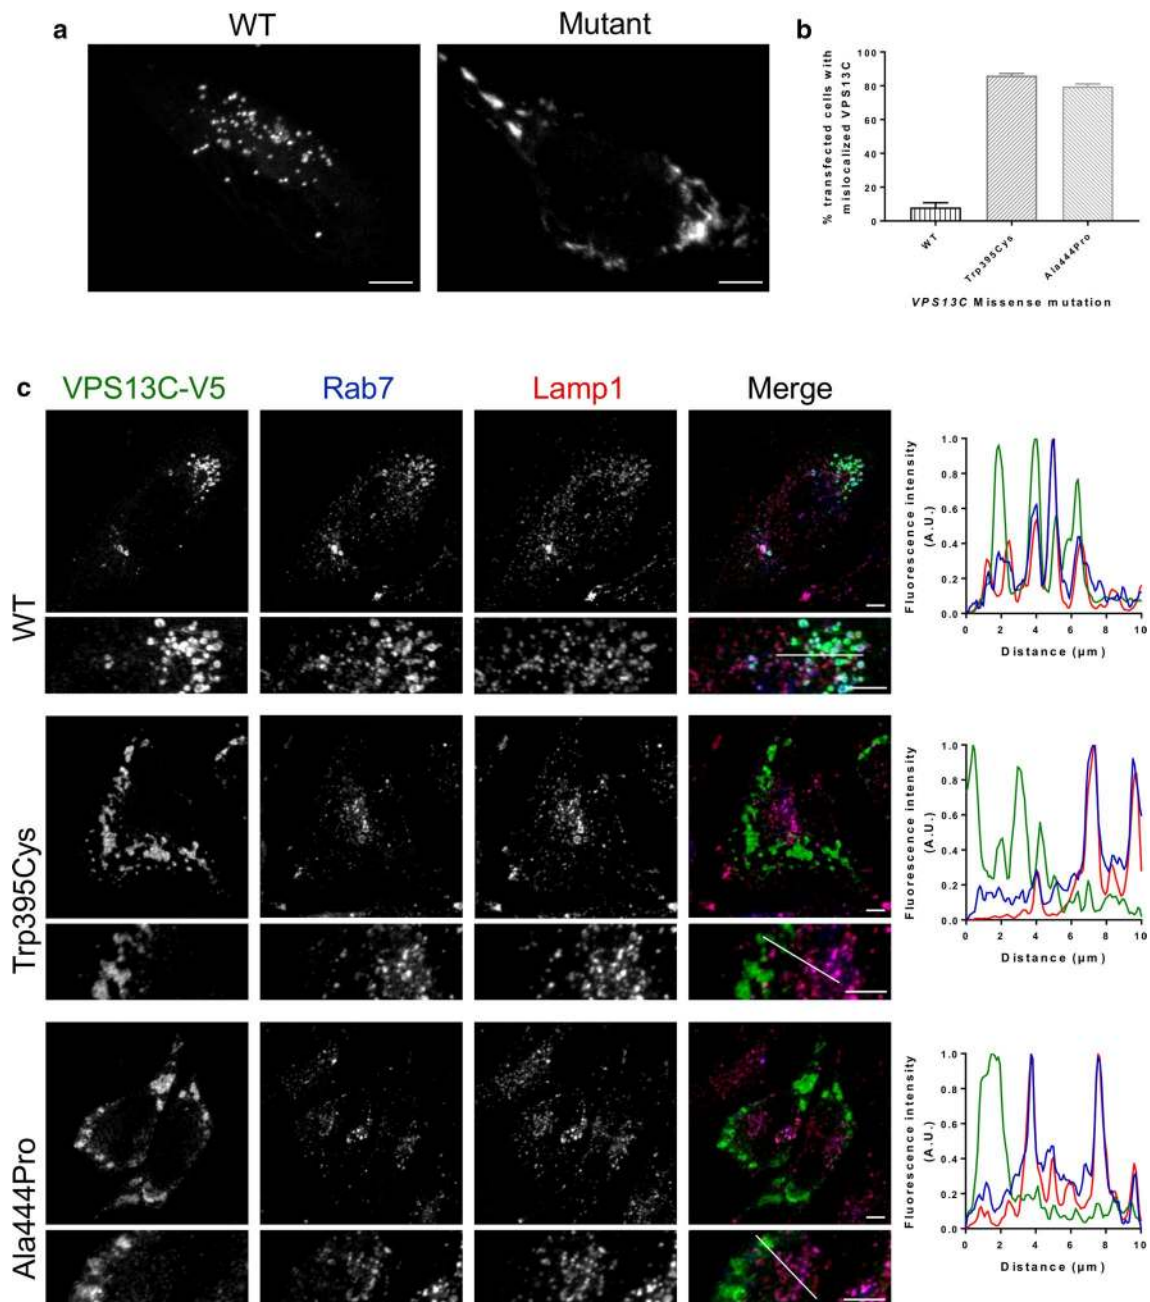 a
WT
Mutant
b
% transfected cells with
mislocalized VPS13C
100
80
60
40
20
0
WT
Trp395Cys
Ala444Pro
VPS13C Missense mutation
c
VPS13C-V5
Rab7
Lamp1
Merge
WT
Fluorescence intensity
(A.U.)
1.0
0.8
0.6
0.4
0.2
0.0
0 2 4 6 8 10
Distance (µm)
Trp395Cys
Fluorescence intensity
(A.U.)
1.0
0.8
0.6
0.4
0.2
0.0
0 2 4 6 8 10
Distance (µm)
Ala444Pro
Fluorescence intensity
(A.U.)
1.0
0.8
0.6
0.4
0.2
0.0
0 2 4 6 8 10
Distance (µm)